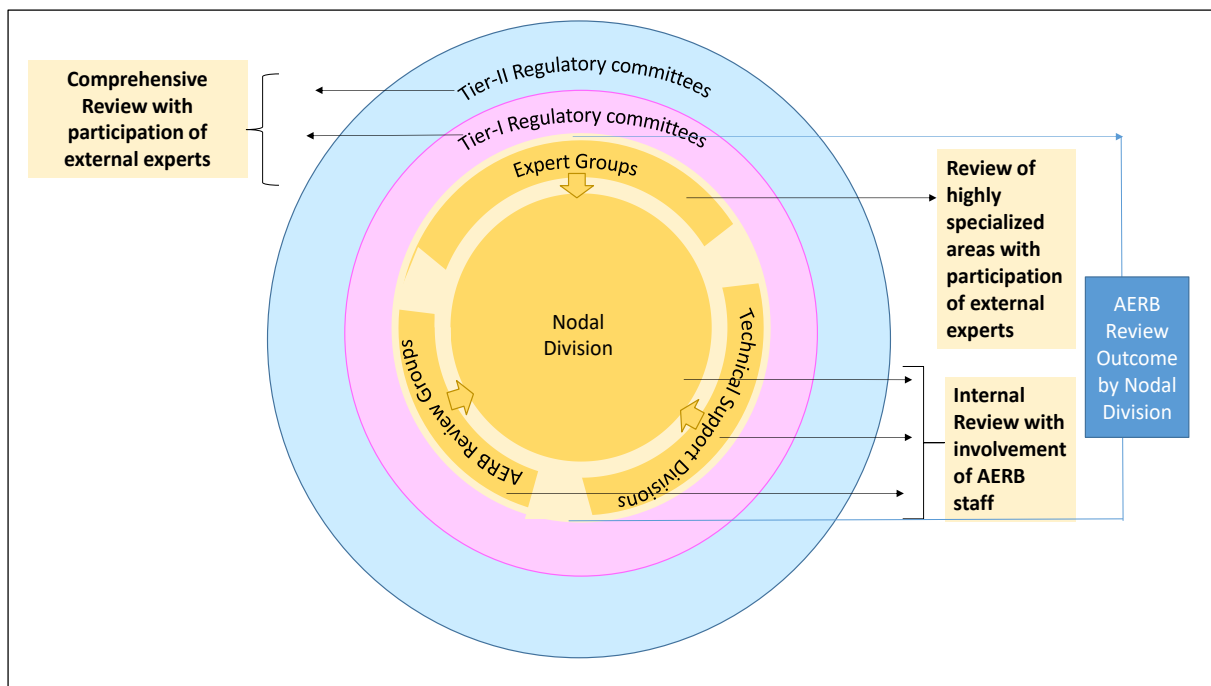 Comprehensive
Review with
participation of
external experts
Tier-II Regulatory committees
Tier-I Regulatory committees
Expert Groups
Nodal
Division
AERB Review Groups
Technical Support Divisions
Review of
highly
specialized
areas with
participation
of external
experts
Internal
Review with
involvement
of AERB
staff
AERB
Review
Outcome
by Nodal
Division